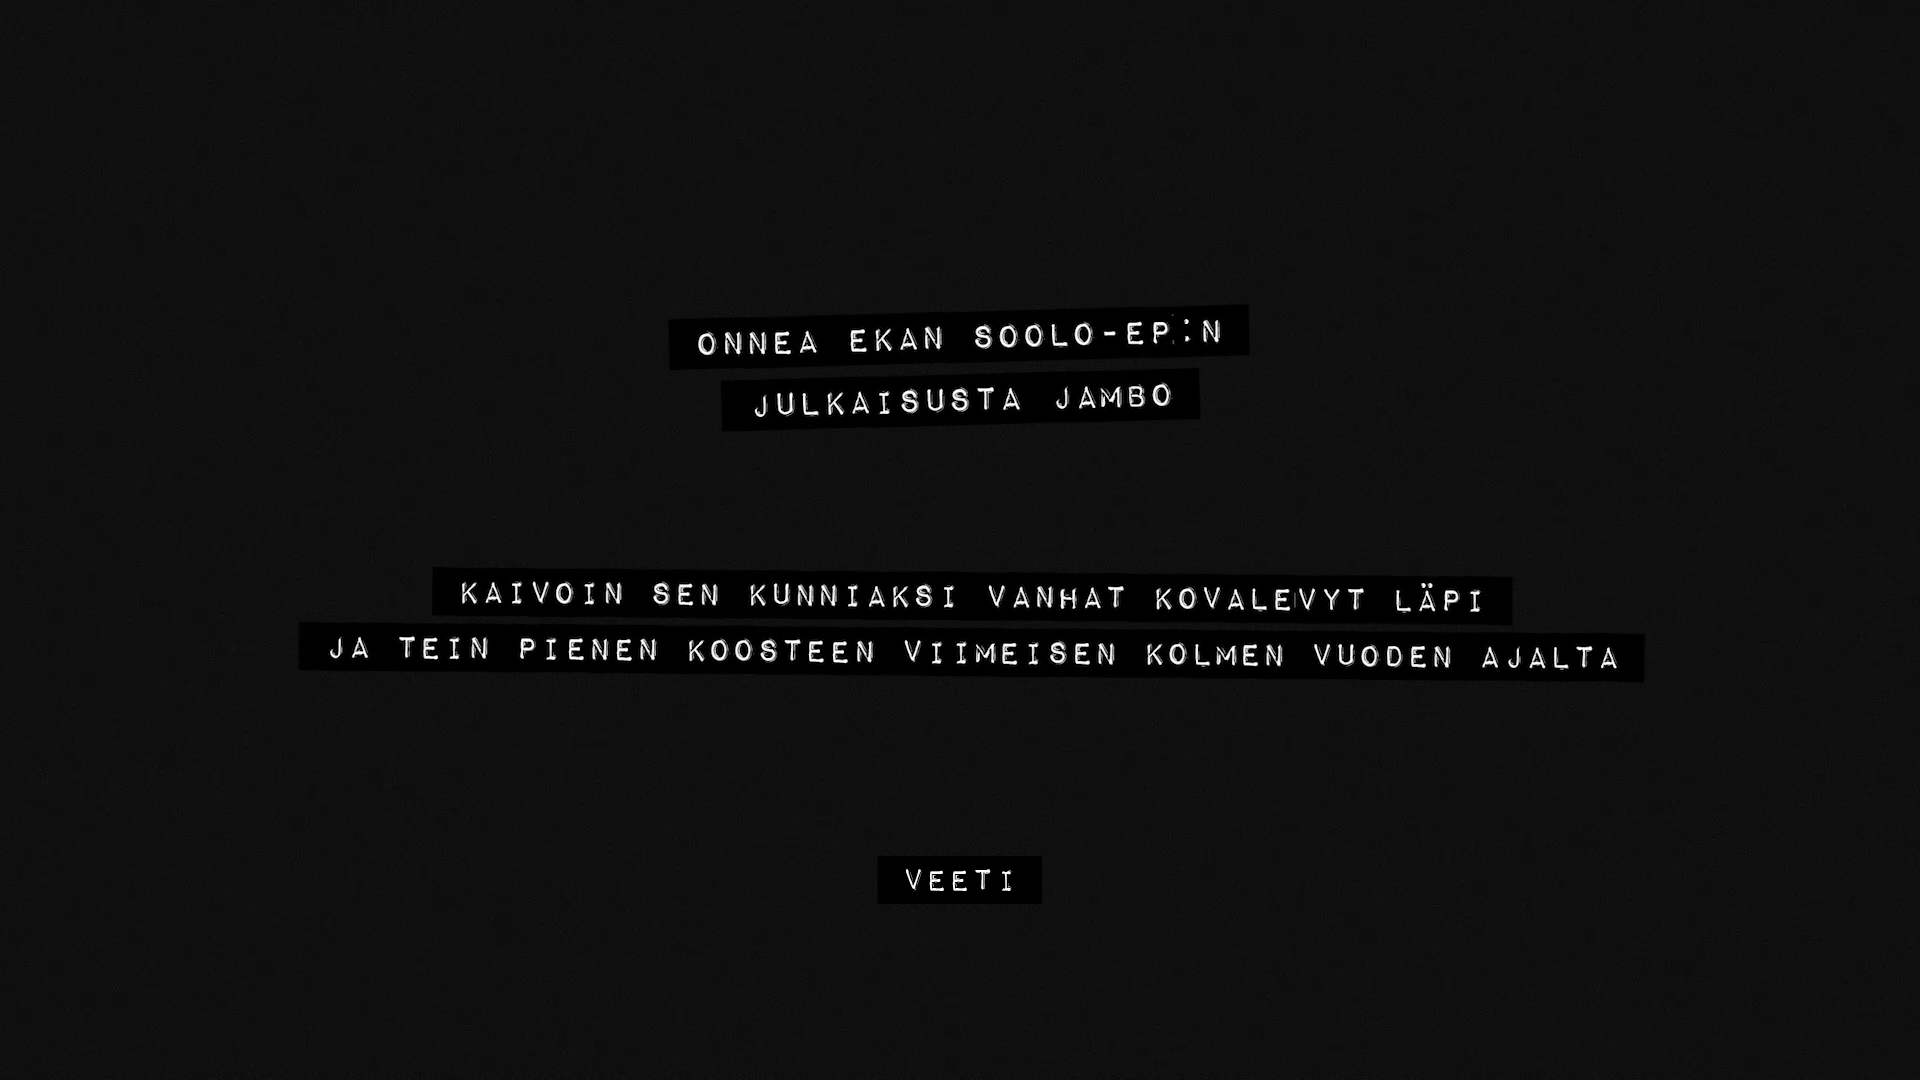 ONNEA EKAN SOOLO-EP:N
JULKAISUSTA JAMBO
KAIVOIN SEN KUNNIAKSI VANHAT KOVALEVYT LÄPI
JA TEIN PIENEN KOOSTEEN VIIMEISEN KOLMEN VUODEN AJALTA
VEETI